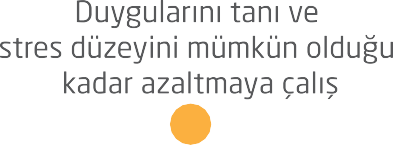 Duygularını tanı ve
stres düzeyini mümkün olduğu
kadar azaltmaya çalış